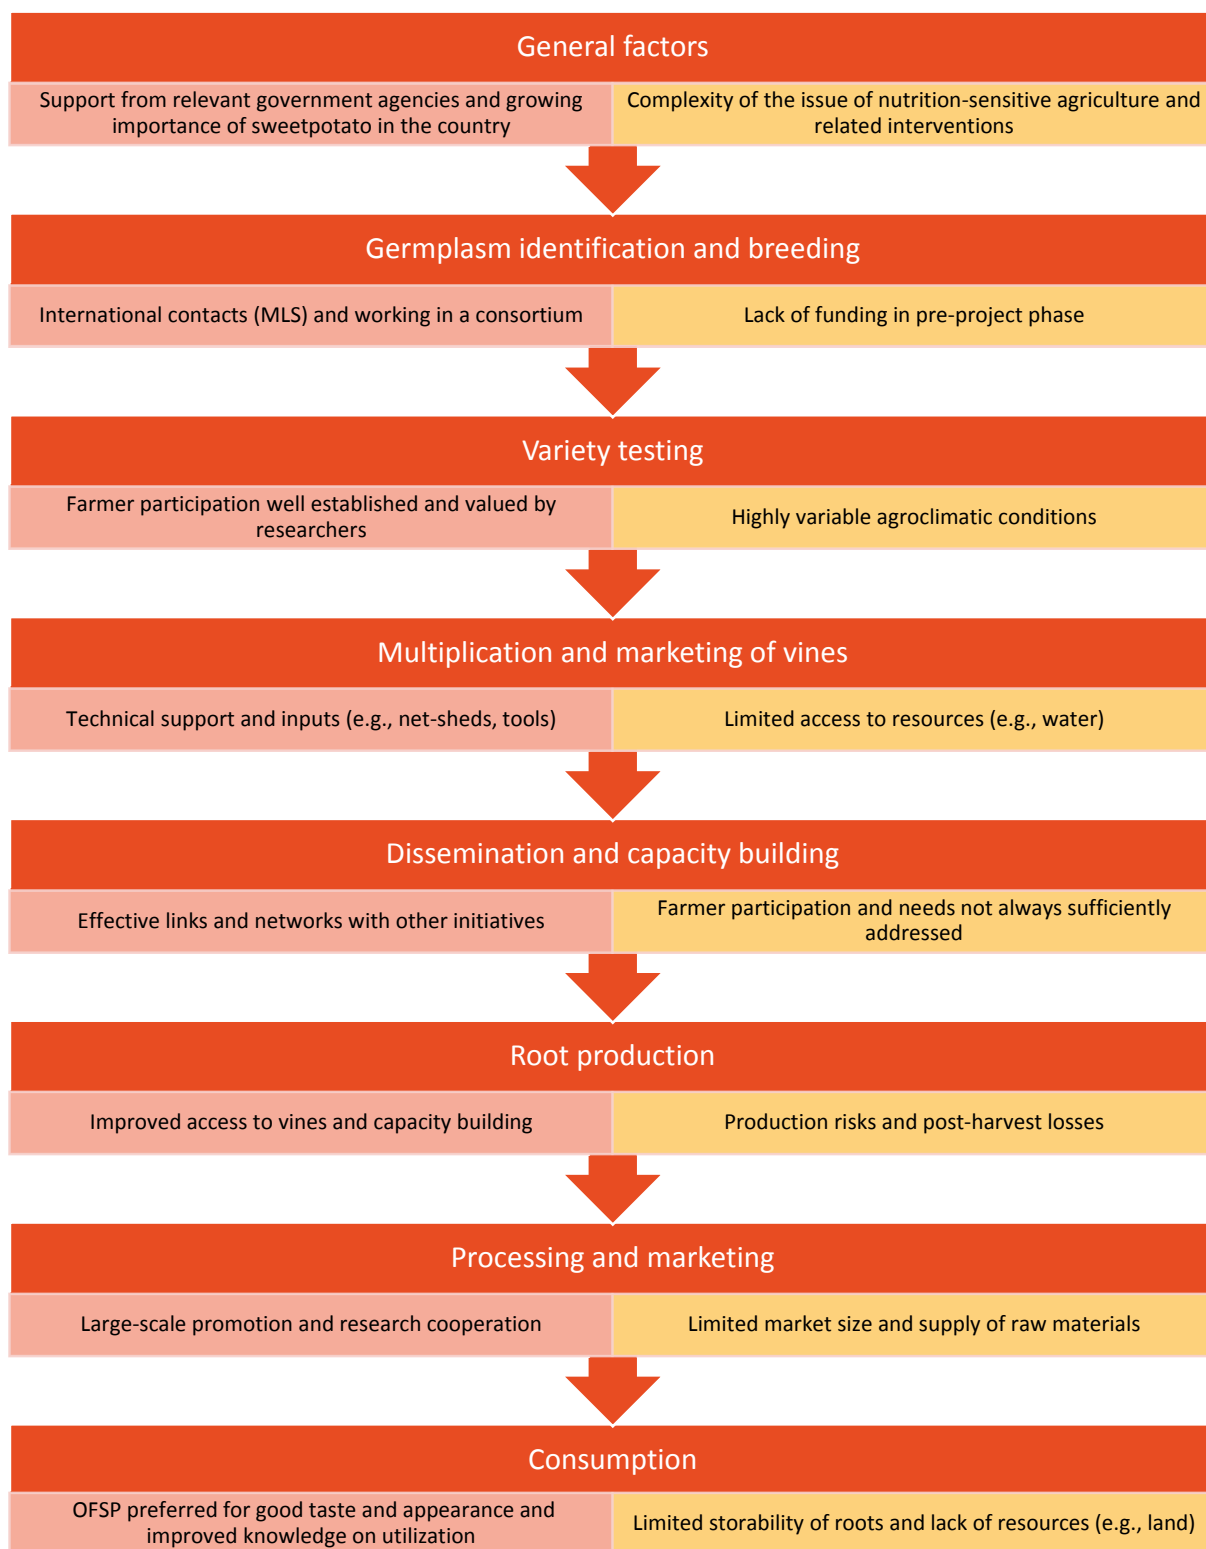 General factors
Support from relevant government agencies and growing
importance of sweetpotato in the country
Complexity of the issue of nutrition-sensitive agriculture and
related interventions
Germplasm identification and breeding
International contacts (MLS) and working in a consortium
Lack of funding in pre-project phase
Variety testing
Farmer participation well established and valued by
researchers
Highly variable agroclimatic conditions
Multiplication and marketing of vines
Technical support and inputs (e.g., net-sheds, tools)
Limited access to resources (e.g., water)
Dissemination and capacity building
Effective links and networks with other initiatives
Farmer participation and needs not always sufficiently
addressed
Root production
Improved access to vines and capacity building
Production risks and post-harvest losses
Processing and marketing
Large-scale promotion and research cooperation
Limited market size and supply of raw materials
Consumption
OFSP preferred for good taste and appearance and
improved knowledge on utilization
Limited storability of roots and lack of resources (e.g., land)